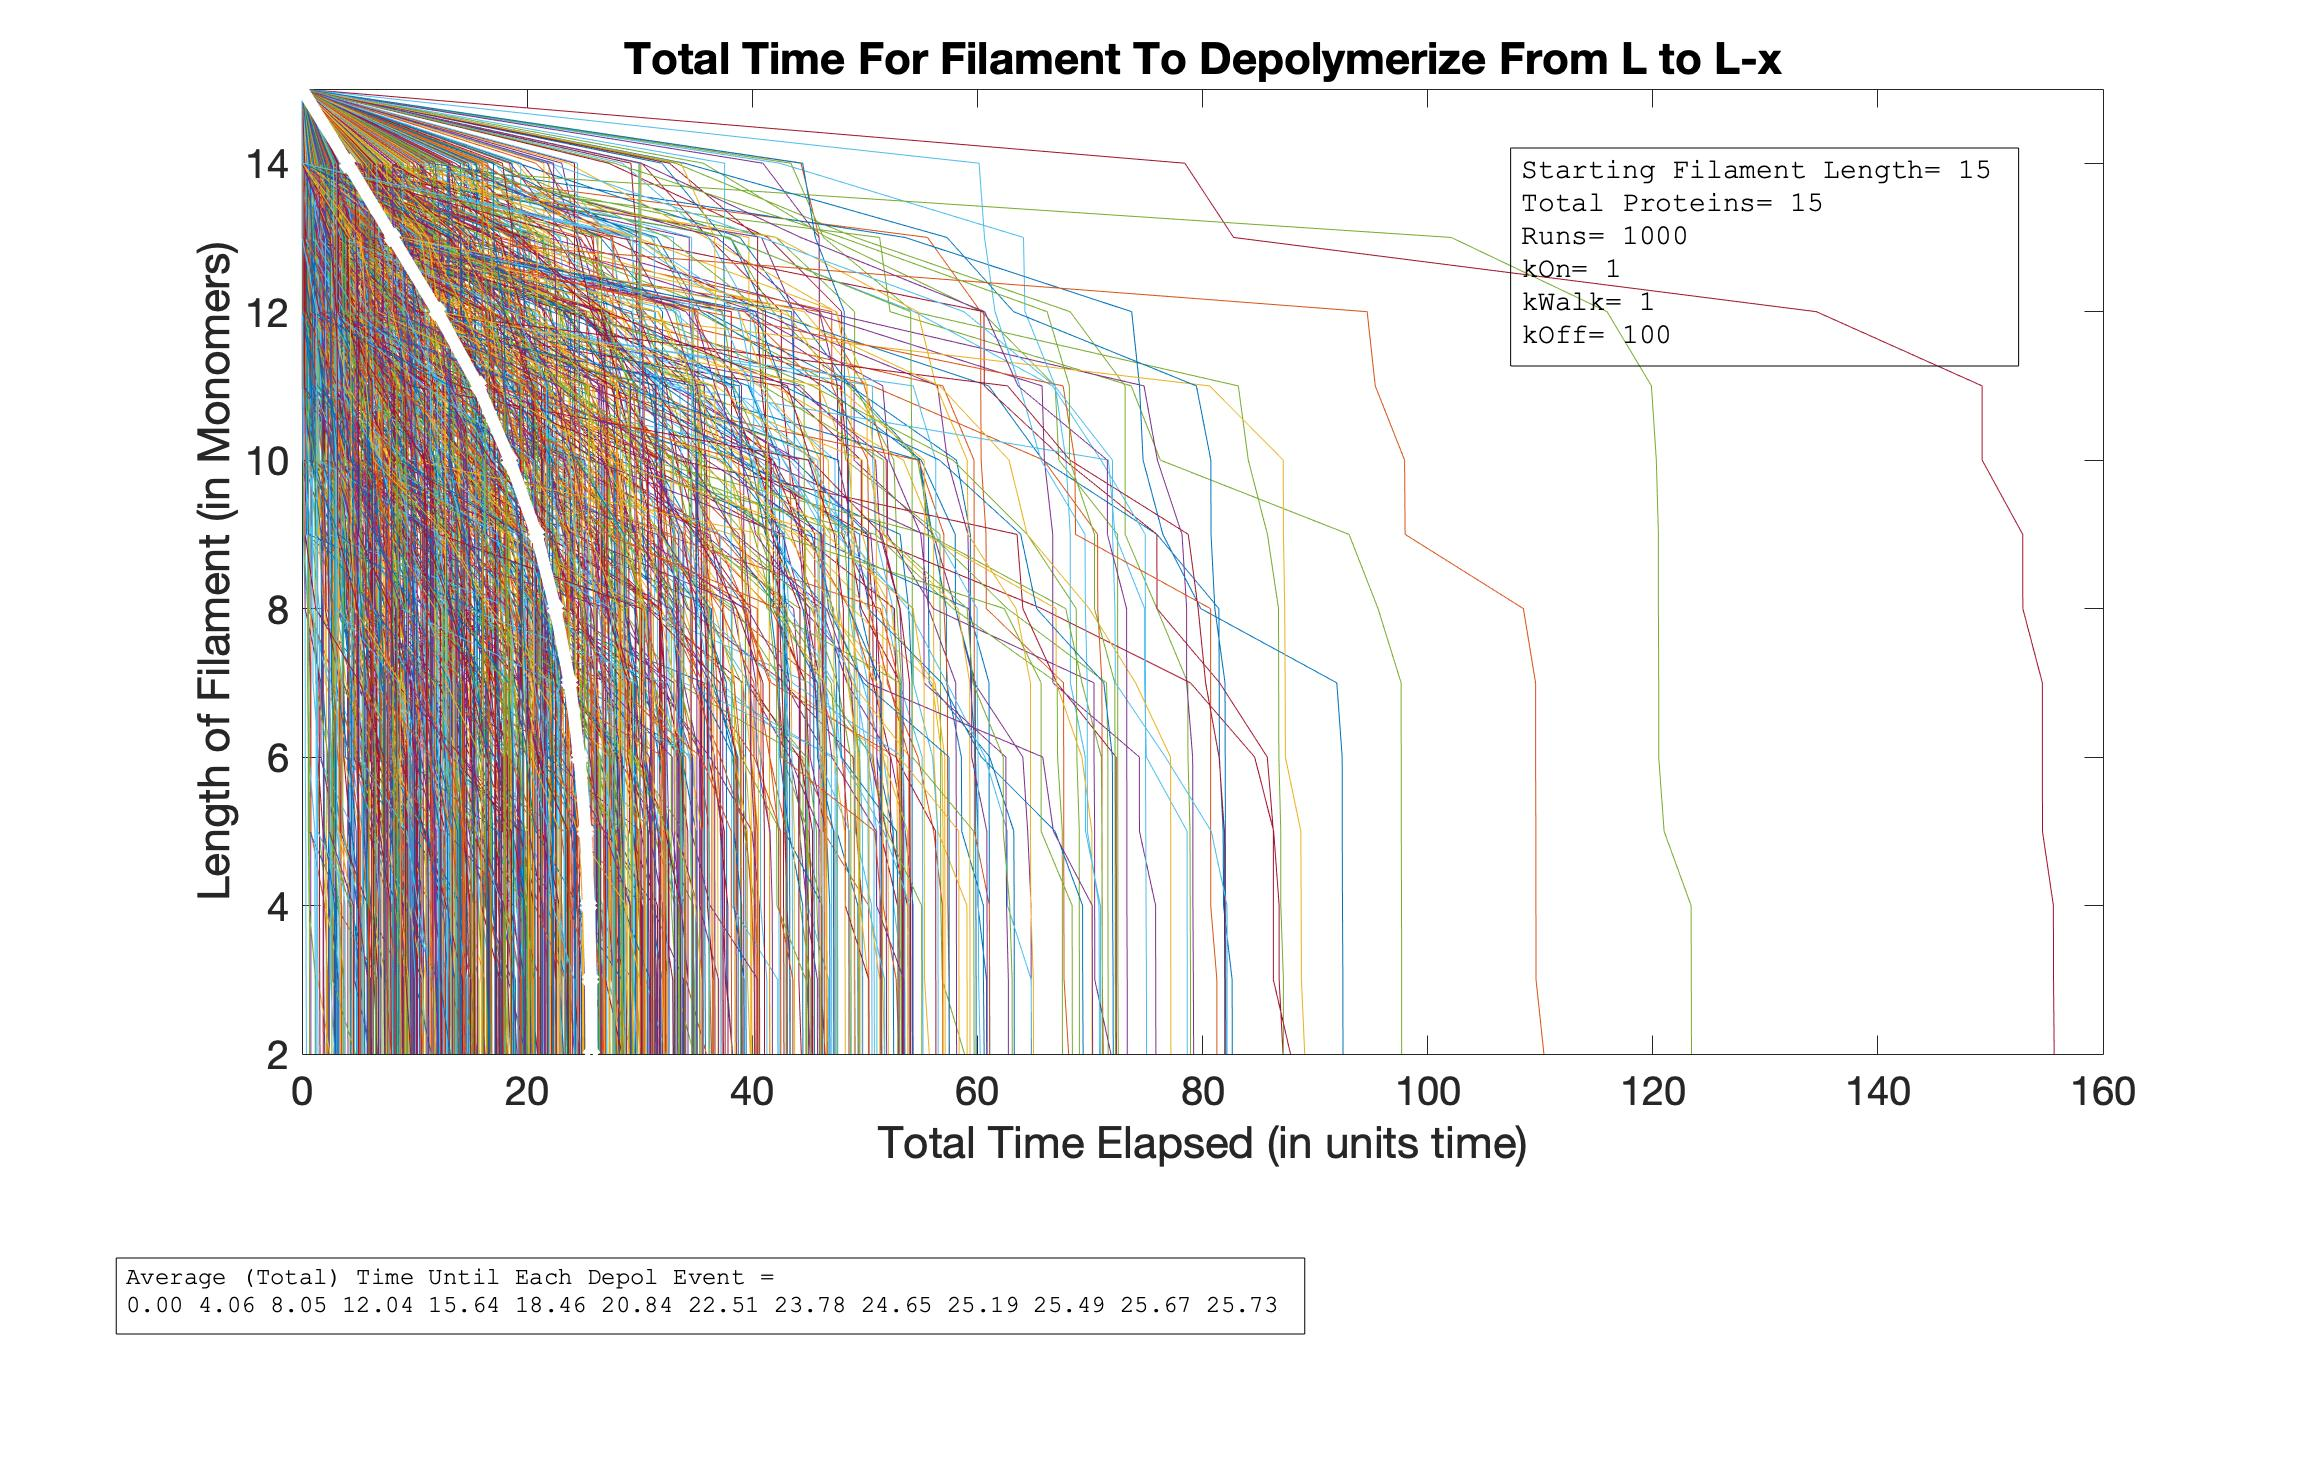 Total Time For Filament To Depolymerize From L to L-x
Length of Filament (in Monomers)
14
12
10
8
6
4
2
Starting Filament Length= 15
Total Proteins= 15
Runs= 1000
kOn= 1
kWalk= 1
kOff= 100
0 20 40 60 80 100 120 140 160
Total Time Elapsed (in units time)
Average (Total) Time Until Each Depol Event =
0.00 4.06 8.05 12.04 15.64 18.46 20.84 22.51 23.78 24.65 25.19 25.49 25.67 25.73